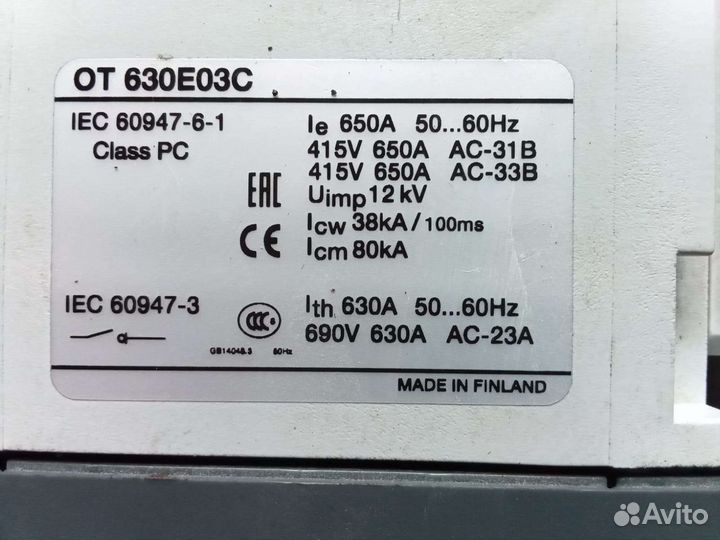 OT 630E03C
IEC 60947-6-1
Class PC
Ie 650A 50...60Hz
415V 650A AC-31B
415V 650A AC-33B
Uimp 12 kV
Icw 38kA / 100ms
Icm 80kA
EAC
CE
IEC 60947-3
CCC S
GB14048.3 50Hz
Ith 630A 50...60Hz
690V 630A AC-23A
MADE IN FINLAND
Avito